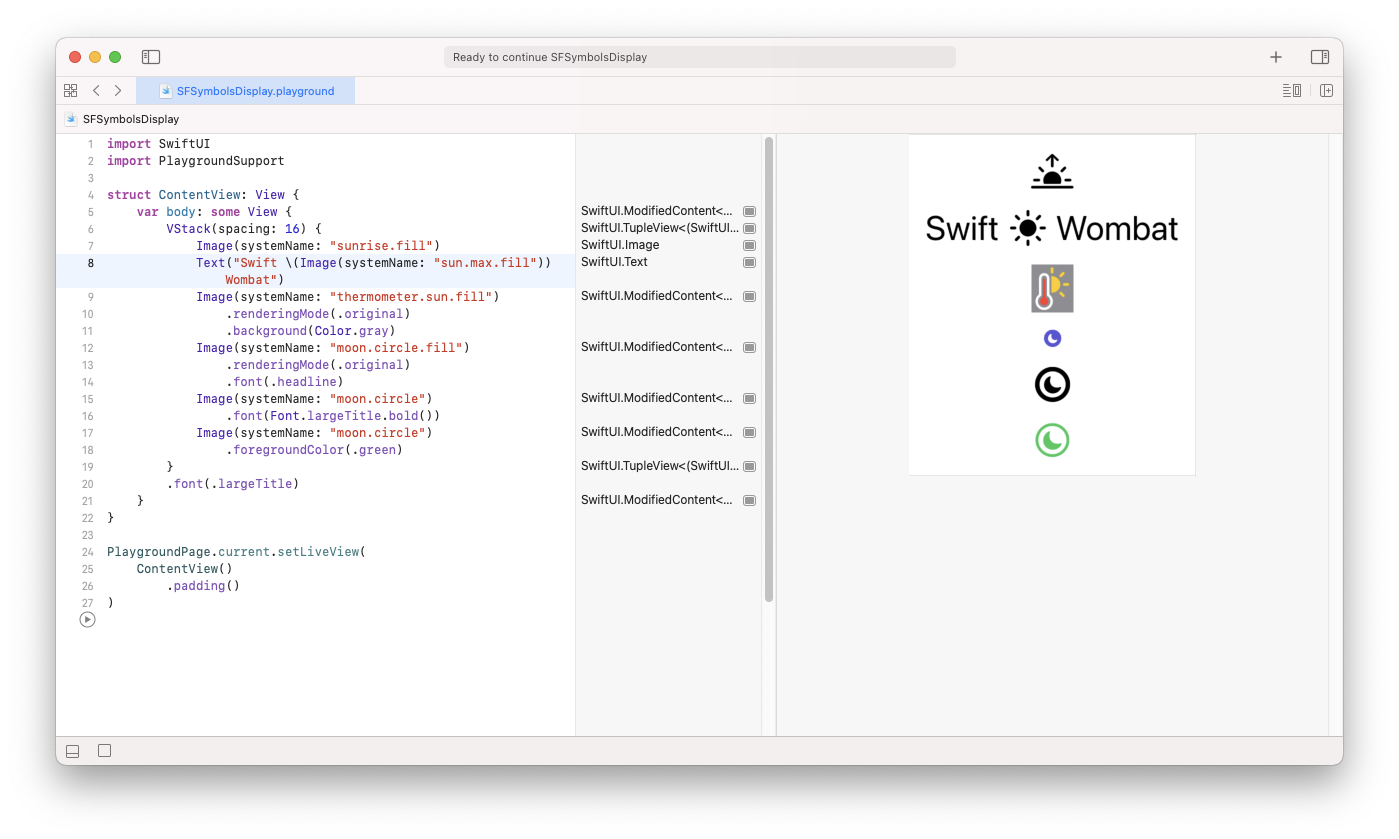 Ready to continue SFSymbolsDisplay
SFSymbolsDisplay.playground
SFSymbolsDisplay
1 import SwiftUI
2 import PlaygroundSupport
3
4 struct ContentView: View {
5     var body: some View {
6         VStack(spacing: 16) {
7             Image(systemName: "sunrise.fill")
8             Text("Swift \(Image(systemName: "sun.max.fill"))
                Wombat")
9             Image(systemName: "thermometer.sun.fill")
10                .renderingMode(.original)
11                .background(Color.gray)
12            Image(systemName: "moon.circle.fill")
13                .renderingMode(.original)
14                .font(.headline)
15            Image(systemName: "moon.circle")
16                .font(Font.largeTitle.bold())
17            Image(systemName: "moon.circle")
18                .foregroundColor(.green)
19        }
20        .font(.largeTitle)
21    }
22 }
23
24 PlaygroundPage.current.setLiveView(
25     ContentView()
26         .padding()
27 )
SwiftUI.ModifiedContent<...
SwiftUI.TupleView<(SwiftUI...
SwiftUI.Image
SwiftUI.Text
SwiftUI.ModifiedContent<...
SwiftUI.ModifiedContent<...
SwiftUI.ModifiedContent<...
SwiftUI.ModifiedContent<...
SwiftUI.TupleView<(SwiftUI...
SwiftUI.ModifiedContent<...
Swift Wombat